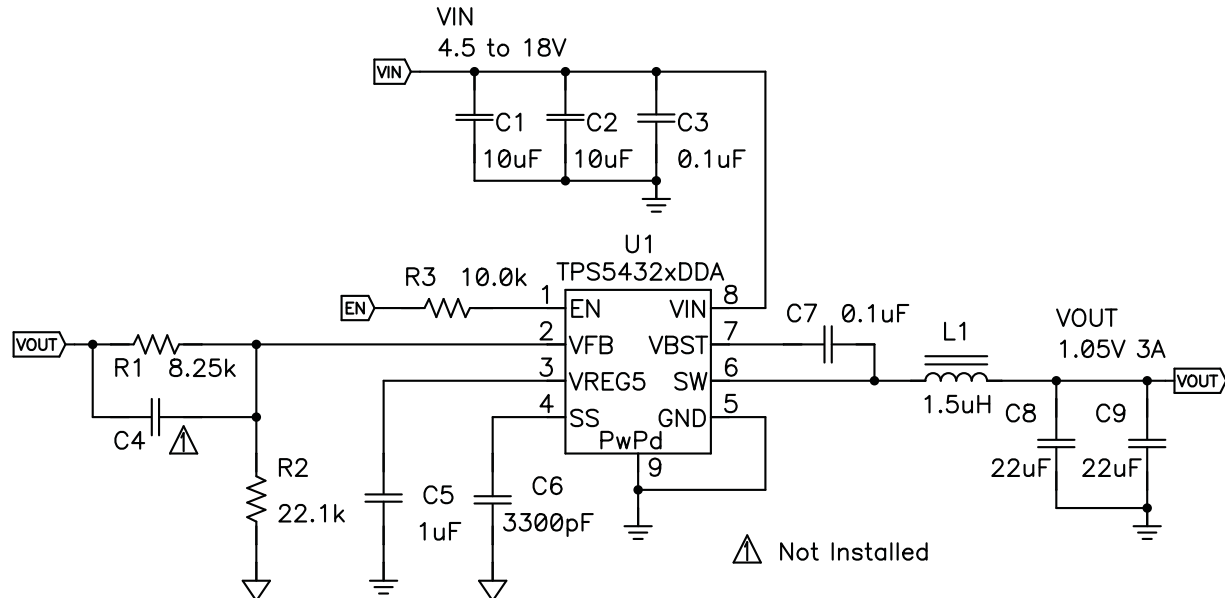 VIN
4.5 to 18V
VIN
C1
C2
C3
10uF
10uF
0.1uF
U1
TPS5432xDDA
R3 10.0k
EN
1
EN
VIN
8
C7 0.1uF
VOUT
R1 8.25k
2
VFB
VBST
7
L1
VOUT
1.05V 3A
3
VREG5
SW
6
1.5uH
VOUT
C4
1
4
SS
GND
5
C8
C9
PwPd
9
22uF
22uF
R2
22.1k
C5
1uF
C6
3300pF
1 Not Installed